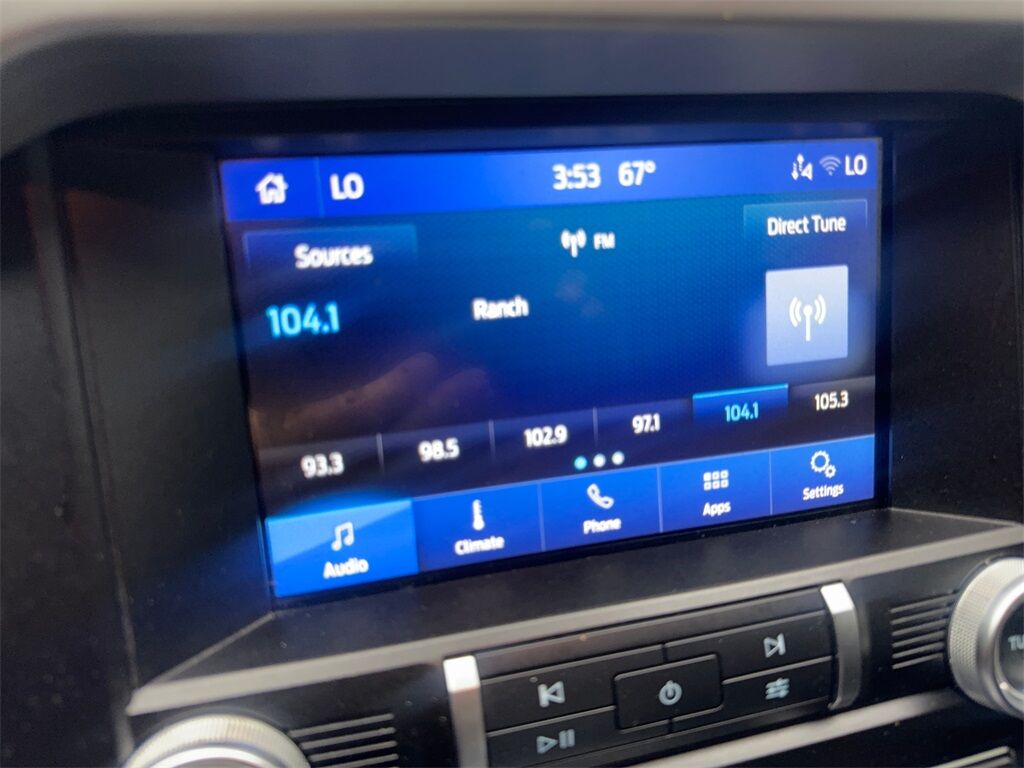 LO 3:53 67° LO
Sources FM Direct Tune
104.1 Ranch
93.3 98.5 102.9 97.1 104.1 105.3
Audio Climate Phone Apps Settings